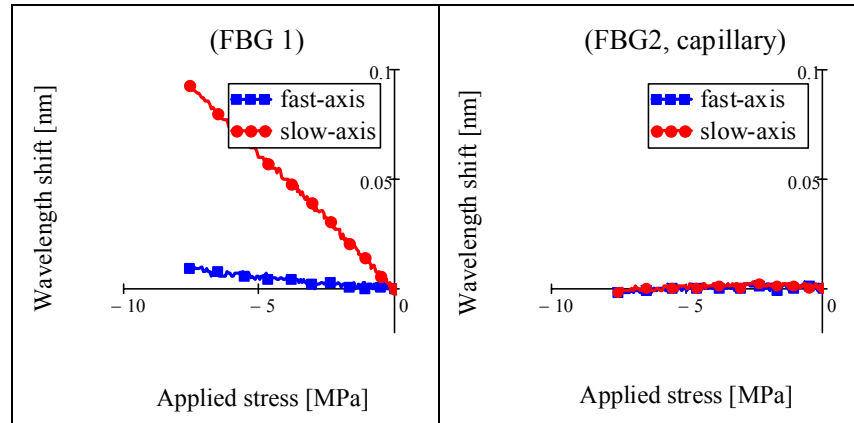 (FBG 1)
Wavelength shift [nm]
0.1
fast-axis
slow-axis
0.05
− 10
− 5
0
Applied stress [MPa]
(FBG2, capillary)
Wavelength shift [nm]
0.1
fast-axis
slow-axis
0.05
− 10
− 5
0
Applied stress [MPa]